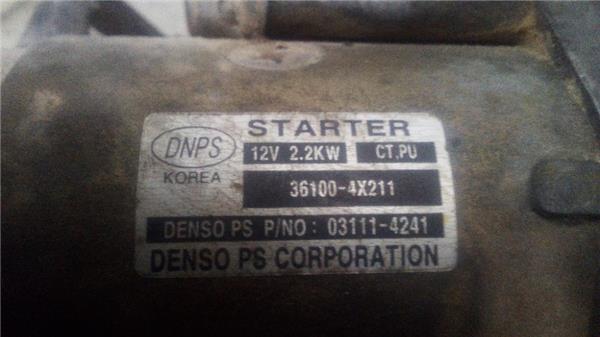 DNPS
KOREA
STARTER
12V 2.2KW CT,PU
36100-4X211
DENSO PS P/NO : 03111-4241
DENSO PS CORPORATION